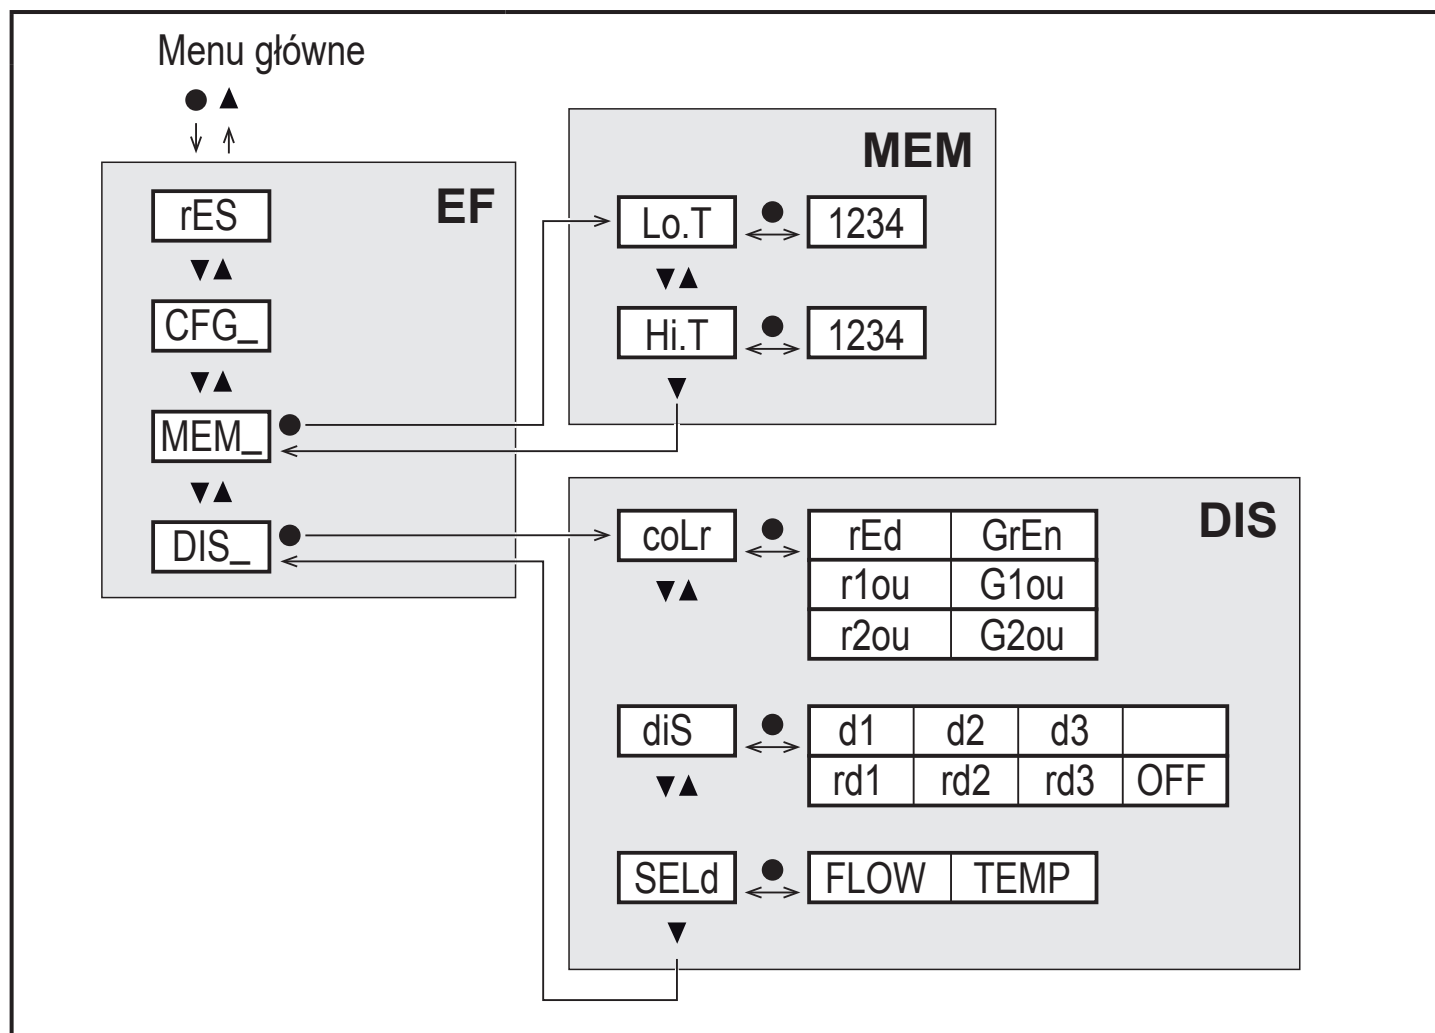 Menu główne
EF
rES
CFG_
MEM_
DIS_
MEM
Lo.T 1234
Hi.T 1234
DIS
coLr rEd GrEn
r1ou G1ou
r2ou G2ou
diS d1 d2 d3
rd1 rd2 rd3 OFF
SELd FLOW TEMP